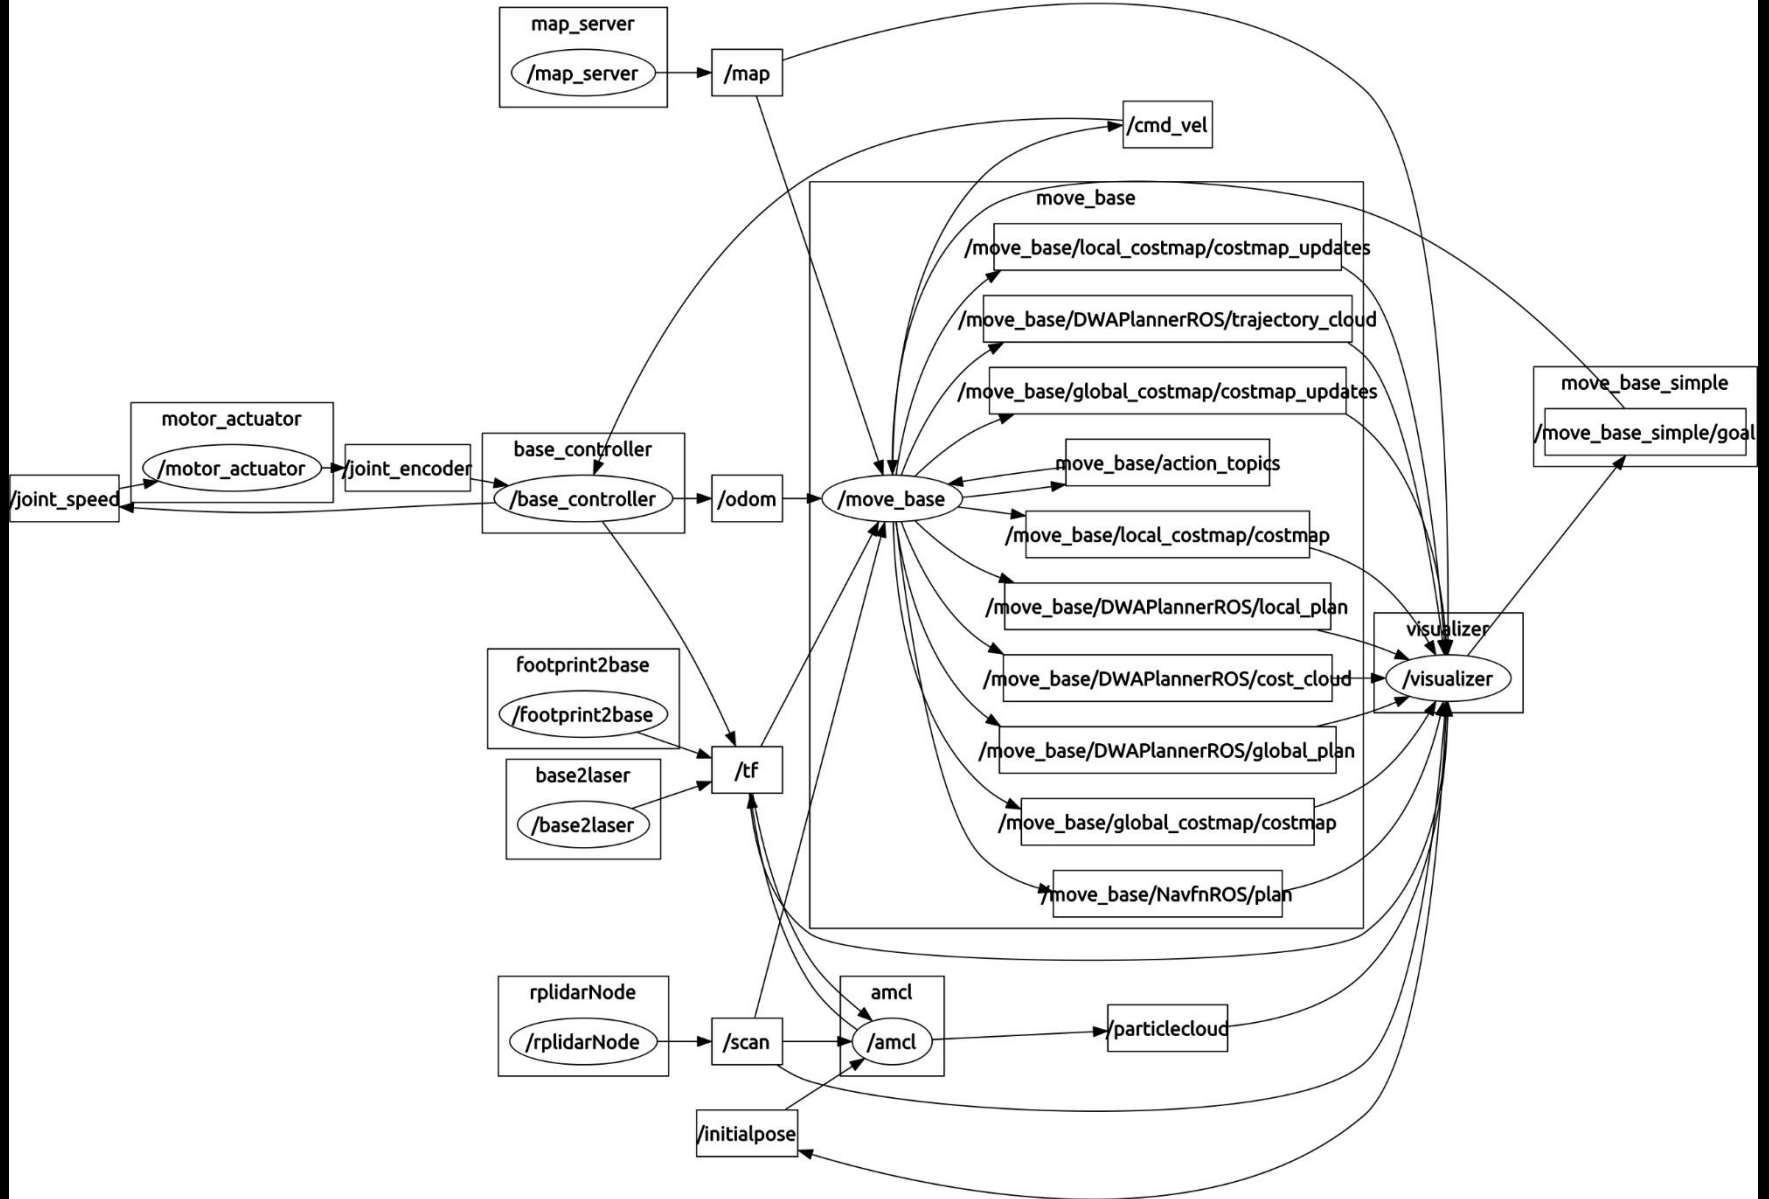 map_server
/map_server
/map
/cmd_vel
move_base
/move_base/local_costmap/costmap_updates
/move_base/DWAPlannerROS/trajectory_cloud
/move_base/global_costmap/costmap_updates
move_base/action_topics
/move_base/local_costmap/costmap
/move_base/DWAPlannerROS/local_plan
/move_base/DWAPlannerROS/cost_cloud
/move_base/DWAPlannerROS/global_plan
/move_base/global_costmap/costmap
/move_base/NavfnROS/plan
move_base_simple
/move_base_simple/goal
motor_actuator
/motor_actuator
/joint_encoder
/joint_speed
base_controller
/base_controller
/odom
/move_base
visualizer
/visualizer
footprint2base
/footprint2base
base2laser
/base2laser
/tf
rplidarNode
/rplidarNode
/scan
amcl
/amcl
/particlecloud
/initialpose